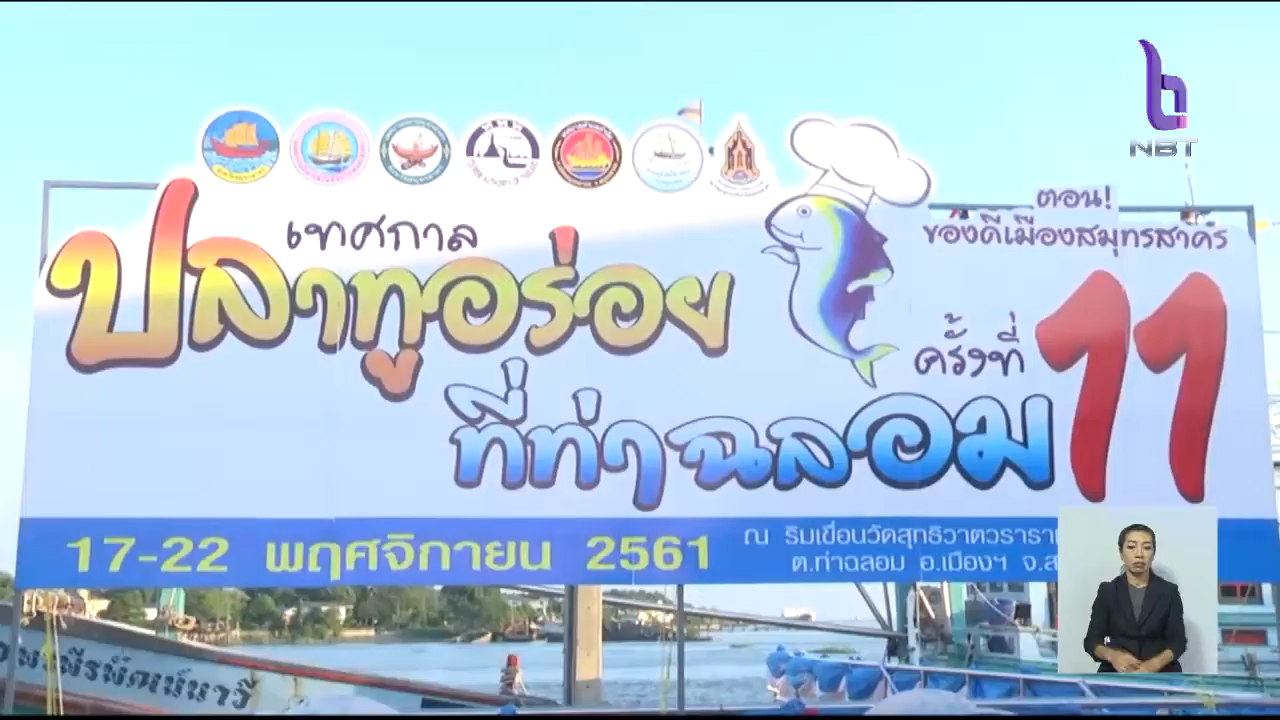 NBT
เทศกาล
ปลาทูอร่อย
ที่ท่าฉลอม
ตอน!
ของดีเมืองสมุทรสาคร
ครั้งที่ 11
17-22 พฤศจิกายน 2561
ณ ริมเขื่อนวัดสุทธิวาตวรารา
ต.ท่าฉลอม อ.เมืองฯ จ.ส